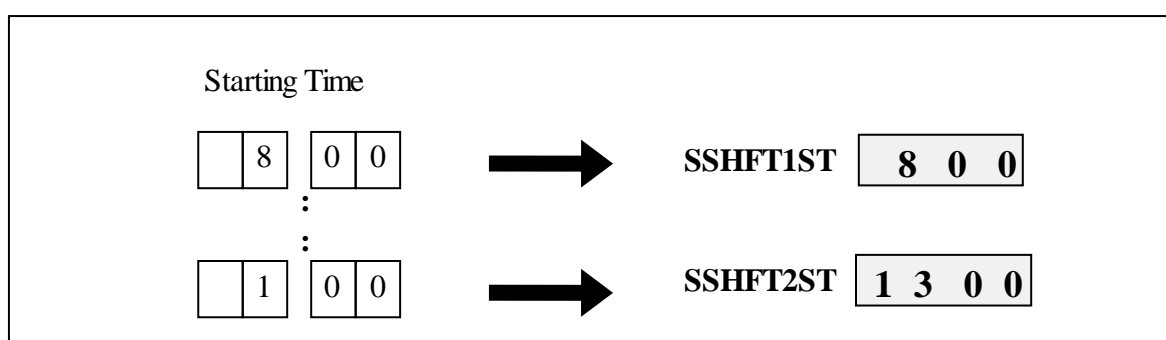 Starting Time
8 0 0 SSHFT1ST 8 0 0
:
:
1 0 0 SSHFT2ST 1 3 0 0